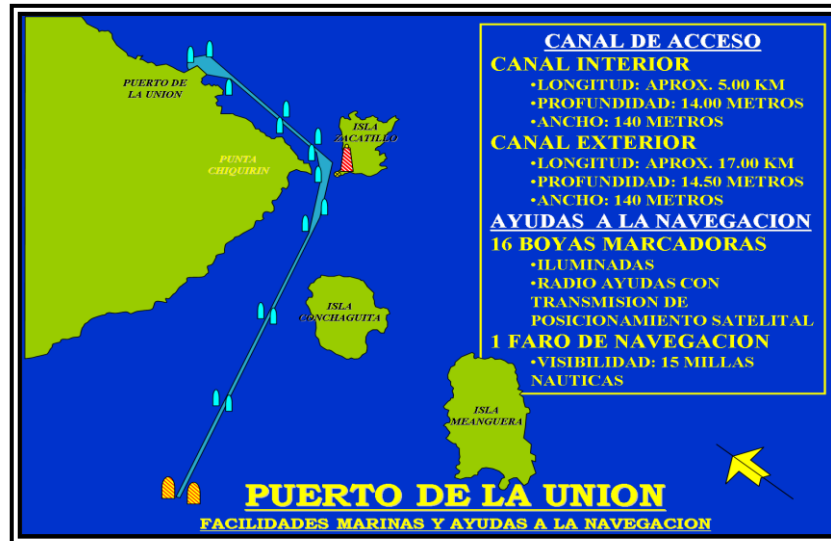 CANAL DE ACCESO
CANAL INTERIOR
•LONGITUD: APROX. 5.00 KM
•PROFUNDIDAD: 14.00 METROS
•ANCHO: 140 METROS
CANAL EXTERIOR
•LONGITUD: APROX. 17.00 KM
•PROFUNDIDAD: 14.50 METROS
•ANCHO: 140 METROS
AYUDAS A LA NAVEGACION
16 BOYAS MARCADORAS
•ILUMINADAS
•RADIO AYUDAS CON
TRANSMISION DE
POSICIONAMIENTO SATELITAL
1 FARO DE NAVEGACION
•VISIBILIDAD: 15 MILLAS
NAUTICAS
PUERTO DE
LA UNION
ISLA
ZACATILLO
PUNTA
CHIQUIRIN
ISLA
CONCHAGUITA
ISLA
MEANGUERA
PUERTO DE LA UNION
FACILIDADES MARINAS Y AYUDAS A LA NAVEGACION